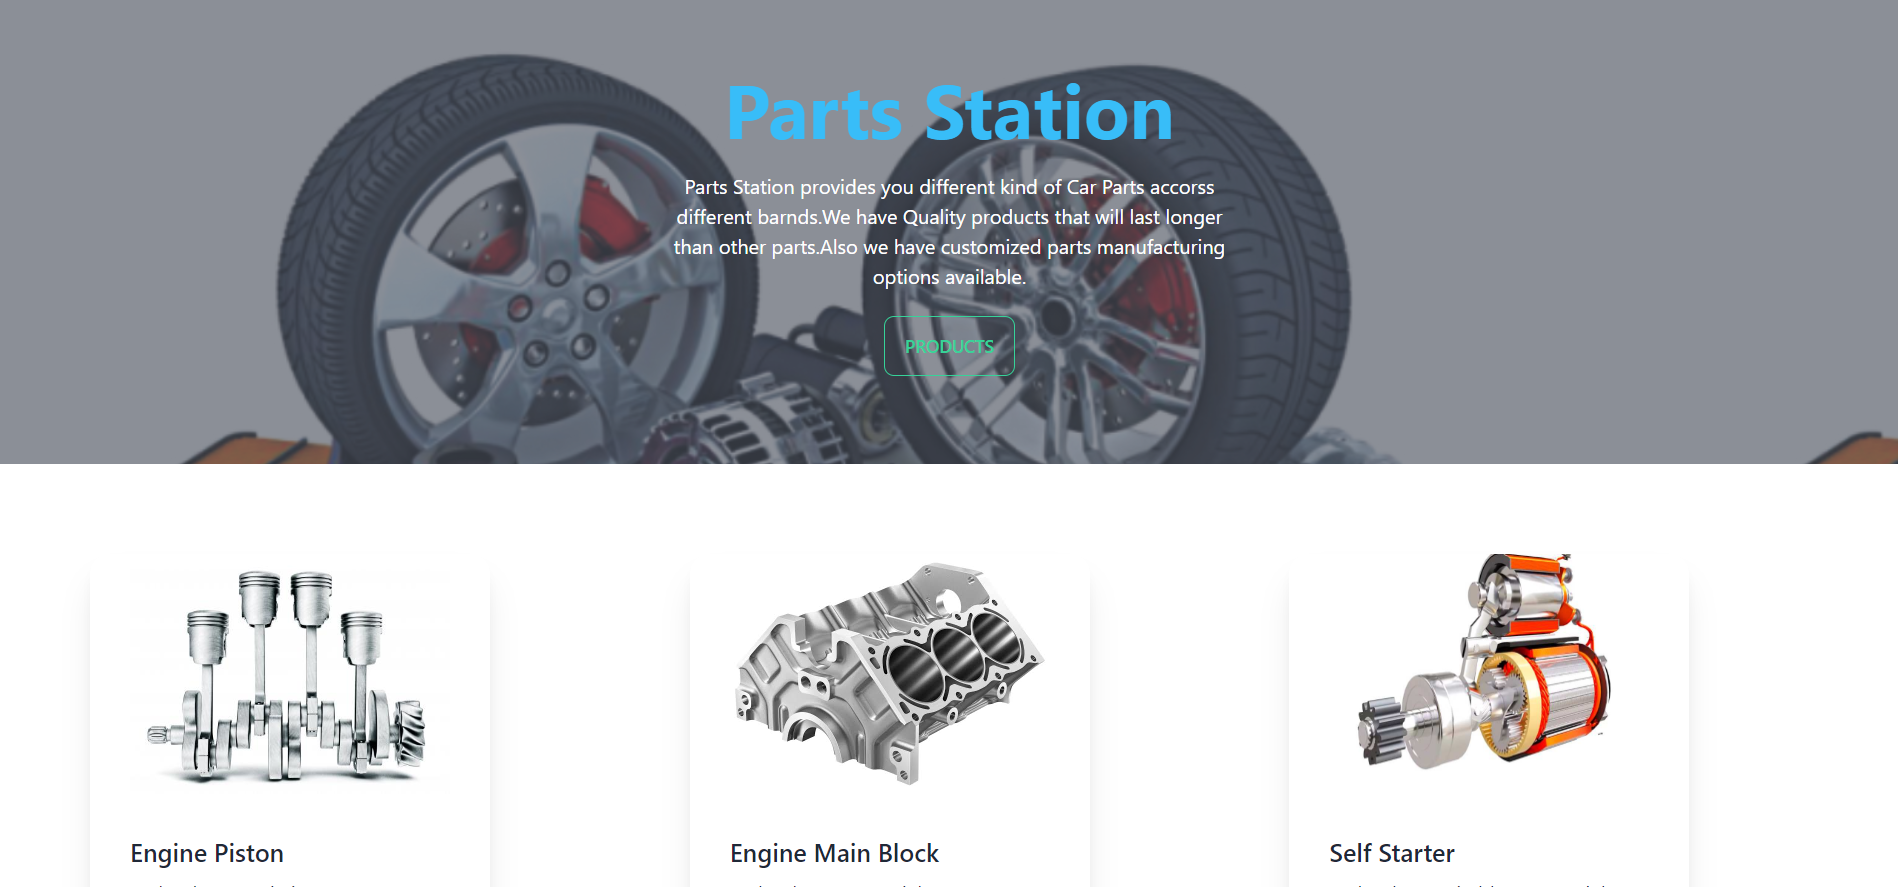 Parts Station
Parts Station provides you different kind of Car Parts accorss
different barnds.We have Quality products that will last longer
than other parts.Also we have customized parts manufacturing
options available.
PRODUCTS
Engine Piston
Engine Main Block
Self Starter